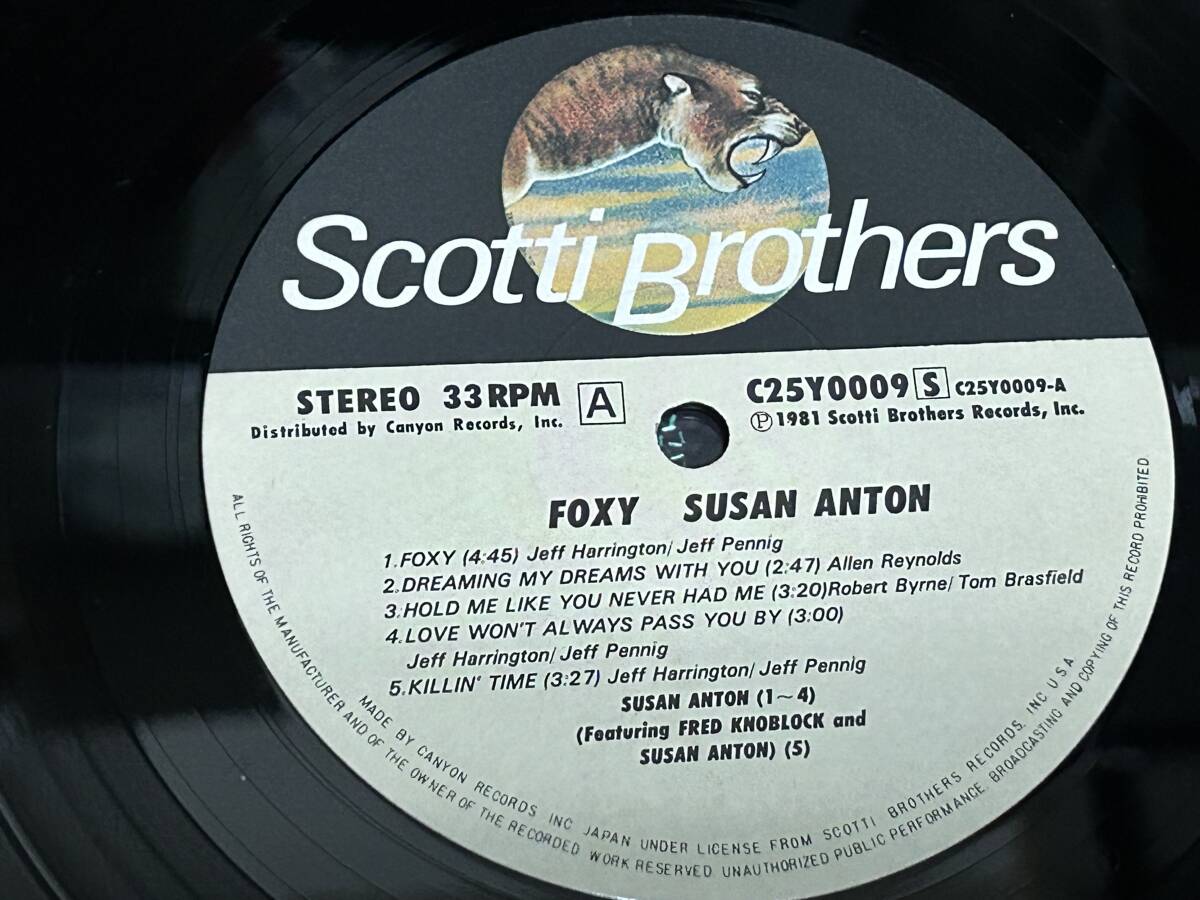 Scotti Brothers
STEREO 33 RPM A
Distributed by Canyon Records, Inc.
C25Y0009 S C25Y0009-A
Ⓟ1981 Scotti Brothers Records, Inc.
FOXY SUSAN ANTON
1.FOXY (4:45) Jeff Harrington/Jeff Pennig
2.DREAMING MY DREAMS WITH YOU (2:47) Allen Reynolds
3.HOLD ME LIKE YOU NEVER HAD ME (3:20)Robert Byrne/Tom Brasfield
4.LOVE WON'T ALWAYS PASS YOU BY (3:00)
Jeff Harrington/Jeff Pennig
5.KILLIN' TIME (3:27) Jeff Harrington/Jeff Pennig
SUSAN ANTON (1~4)
(Featuring FRED KNOBLOCK and
SUSAN ANTON) (5)
MADE BY CANYON RECORDS INC JAPAN UNDER LICENSE FROM SCOTTI BROTHERS RECORDS, INC U.S.A.
ALL RIGHTS OF THE MANUFACTURER AND OF THE OWNER OF THE RECORDED WORK RESERVED UNAUTHORIZED PUBLIC PERFORMANCE. BROADCASTING AND COPYING OF THIS RECORD PROHIBITED